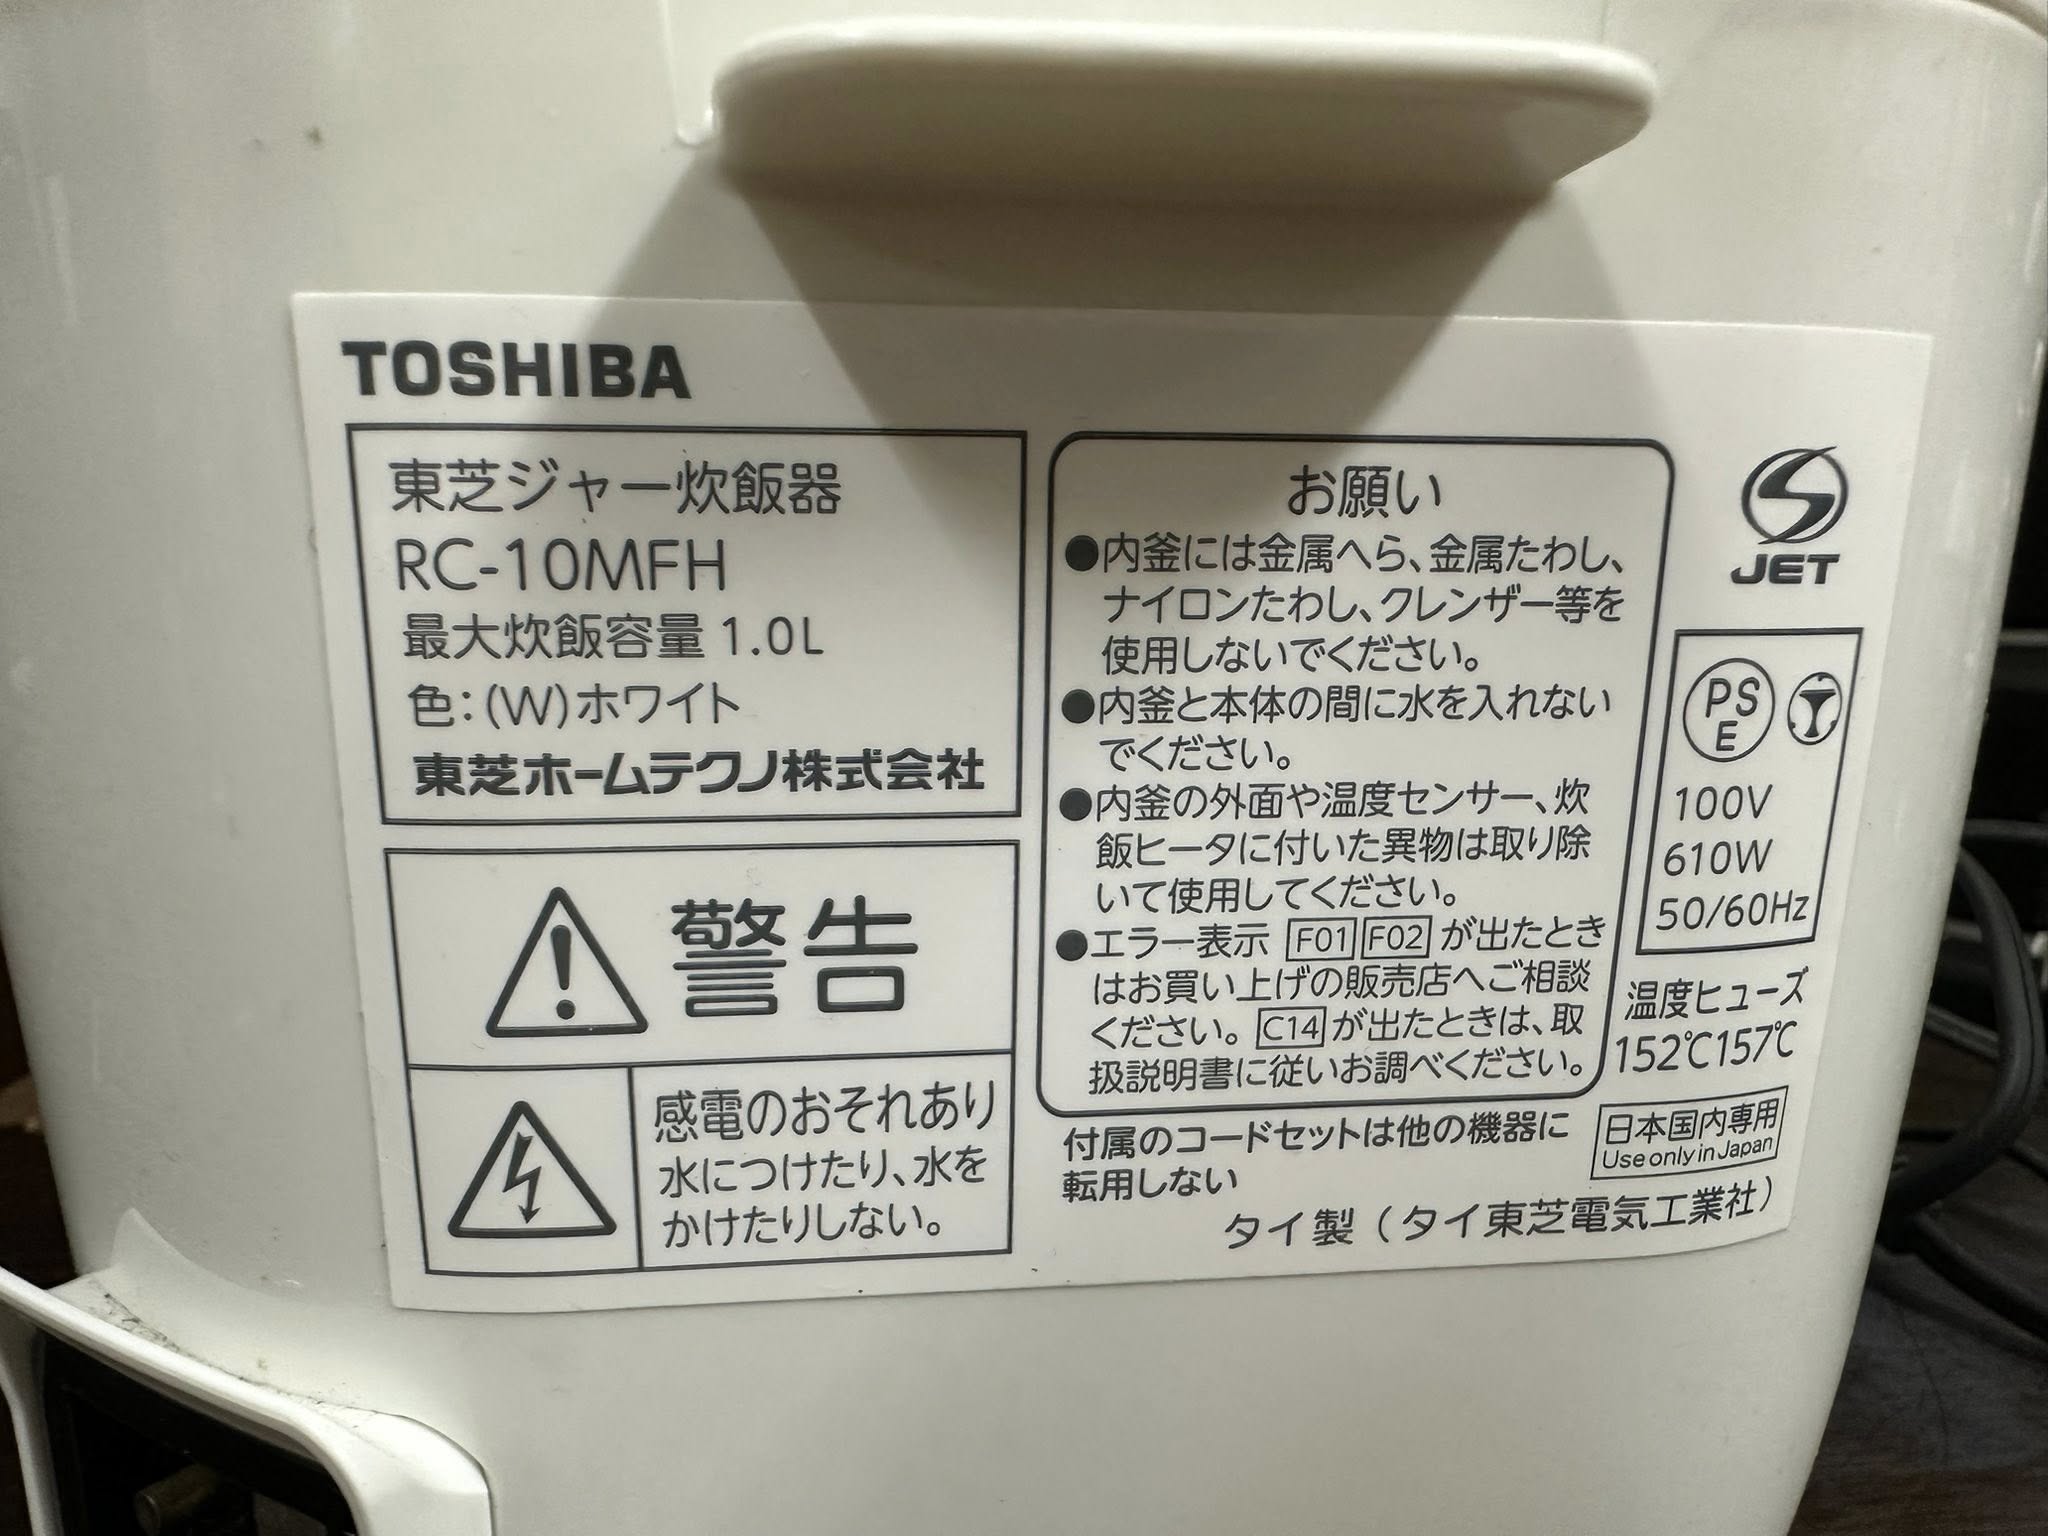 TOSHIBA
東芝ジャー炊飯器
RC-10MFH
最大炊飯容量 1.0L
色:(W)ホワイト
東芝ホームテクノ株式会社
警告
感電のおそれあり
水につけたり、水を
かけたりしない。
お願い
●内釜には金属へら、金属たわし、
ナイロンたわし、クレンザー等を
使用しないでください。
●内釜と本体の間に水を入れない
でください。
●内釜の外面や温度センサー、炊
飯ヒータに付いた異物は取り除
いて使用してください。
●エラー表示 F01 F02 が出たとき
はお買い上げの販売店へご相談
ください。C14が出たときは、取
扱説明書に従いお調べください。
付属のコードセットは他の機器に
転用しない
JET
PS
E
100V
610W
50/60Hz
温度ヒューズ
152℃157℃
日本国内専用
Use only in Japan
タイ製(タイ東芝電気工業社)